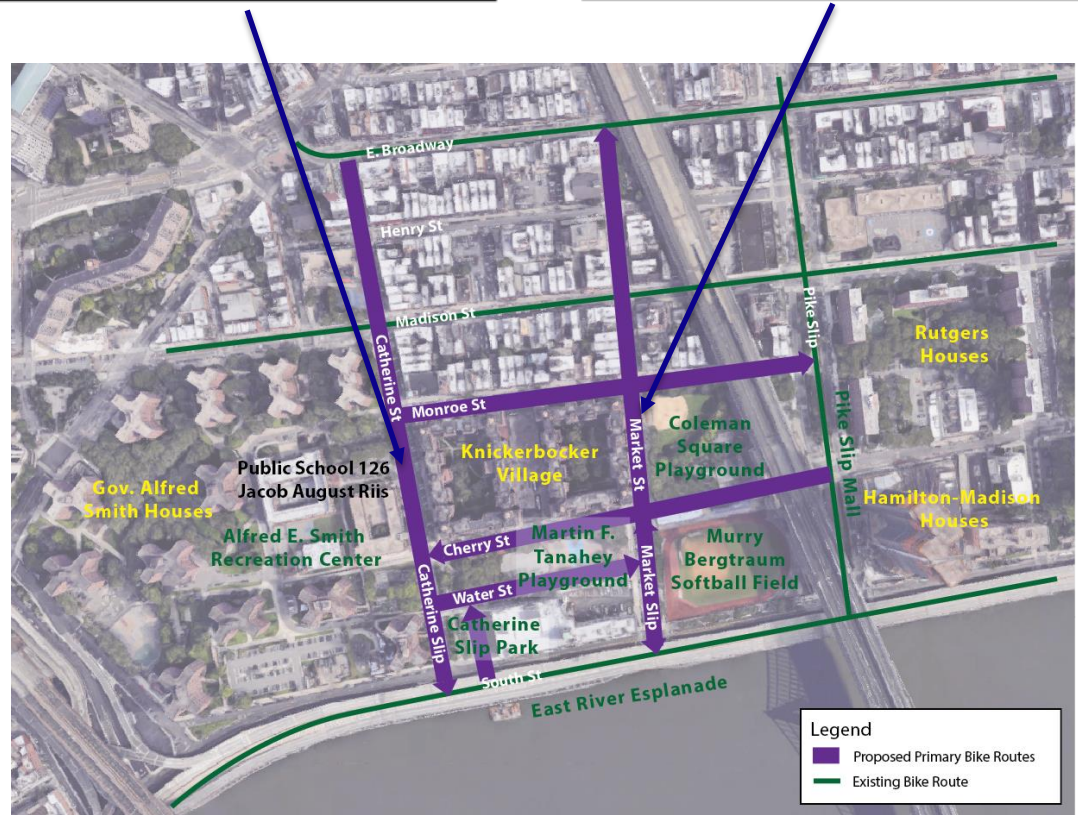 E. Broadway
Henry St
Madison St
Pike Slip
Rutgers
Houses
Catherine St
Monroe St
Pike Slip Mall
Market St
Coleman
Square
Playground
Knickerbocker
Village
Public School 126
Jacob August Riis
Gov. Alfred
Smith Houses
Hamilton-Madison
Houses
Alfred E. Smith
Recreation Center
Cherry St
Martin F.
Tanahey
Playground
Murry
Bergtraum
Softball Field
Market Slip
Catherine Slip
Water St
Catherine
Slip Park
South St
East River Esplanade
Legend
Proposed Primary Bike Routes
Existing Bike Route